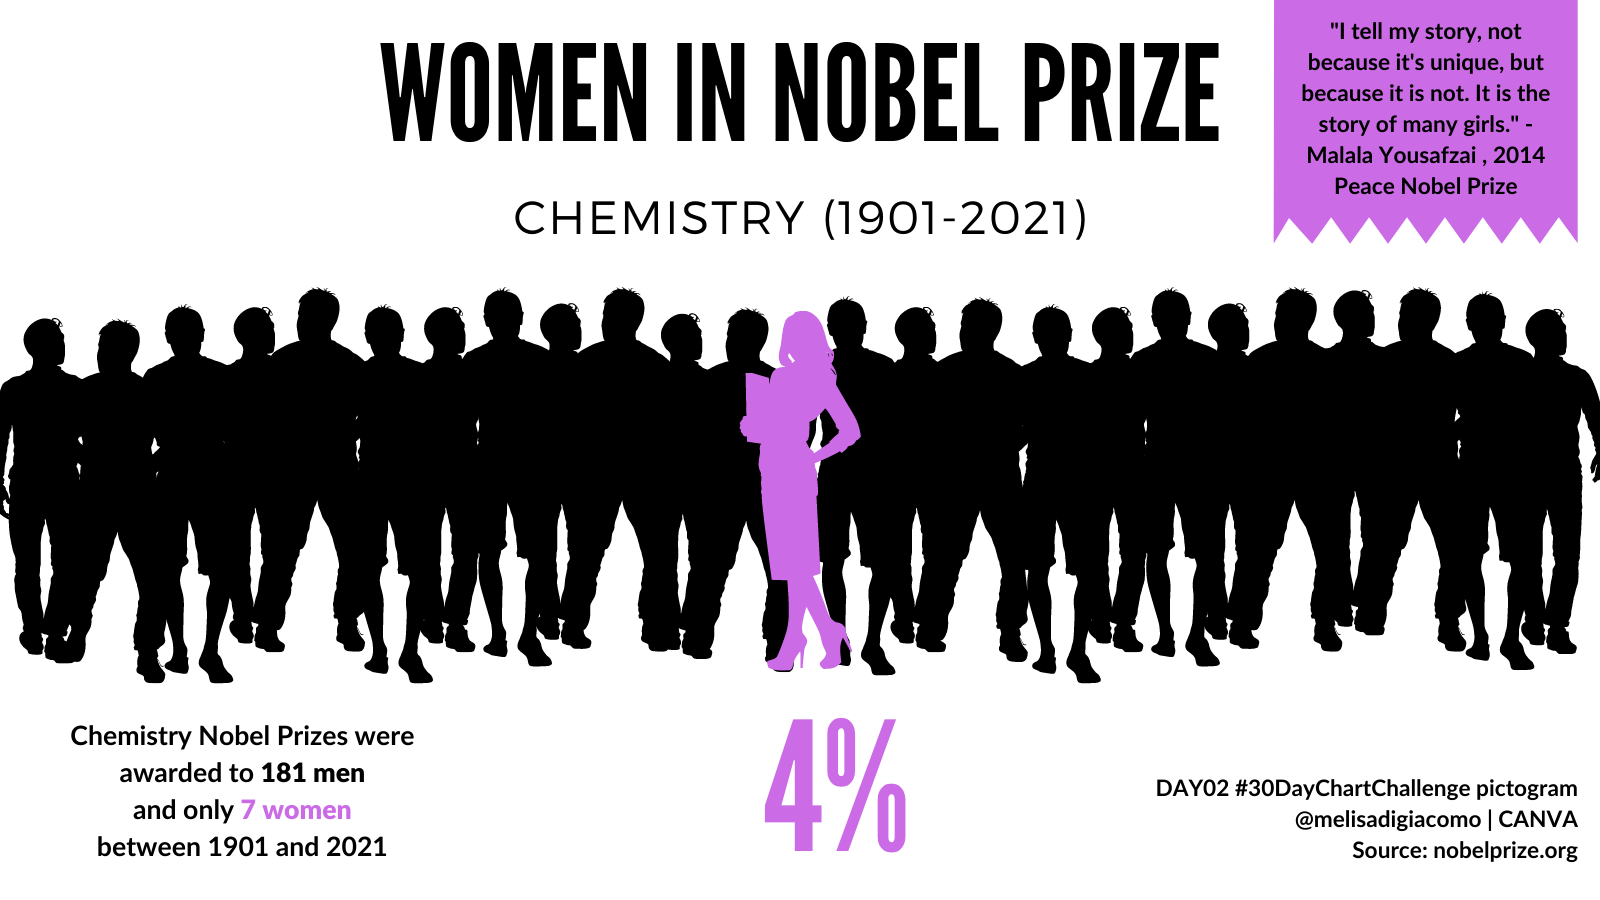 WOMEN IN NOBEL PRIZE
CHEMISTRY (1901-2021)
"I tell my story, not
because it's unique, but
because it is not. It is the
story of many girls." -
Malala Yousafzai , 2014
Peace Nobel Prize
Chemistry Nobel Prizes were
awarded to 181 men
and only 7 women
between 1901 and 2021
4%
DAY02 #30DayChartChallenge pictogram
@melisadigiacomo | CANVA
Source: nobelprize.org